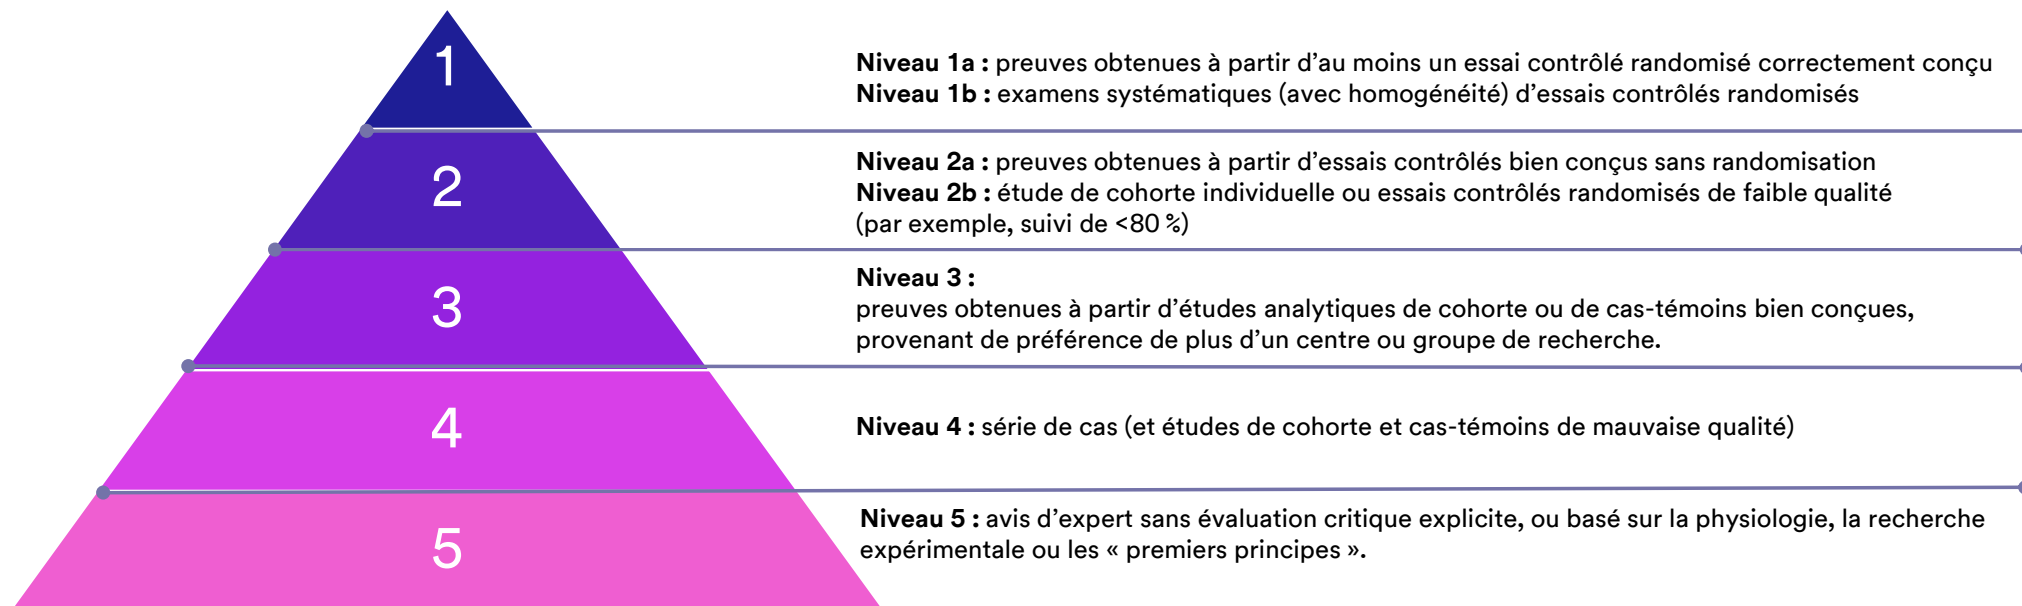 1
Niveau 1a : preuves obtenues à partir d’au moins un essai contrôlé randomisé correctement conçu
Niveau 1b : examens systématiques (avec homogénéité) d’essais contrôlés randomisés
2
Niveau 2a : preuves obtenues à partir d’essais contrôlés bien conçus sans randomisation
Niveau 2b : étude de cohorte individuelle ou essais contrôlés randomisés de faible qualité
(par exemple, suivi de <80 %)
3
Niveau 3 :
preuves obtenues à partir d’études analytiques de cohorte ou de cas-témoins bien conçues,
provenant de préférence de plus d’un centre ou groupe de recherche.
4
Niveau 4 : série de cas (et études de cohorte et cas-témoins de mauvaise qualité)
5
Niveau 5 : avis d’expert sans évaluation critique explicite, ou basé sur la physiologie, la recherche
expérimentale ou les « premiers principes ».